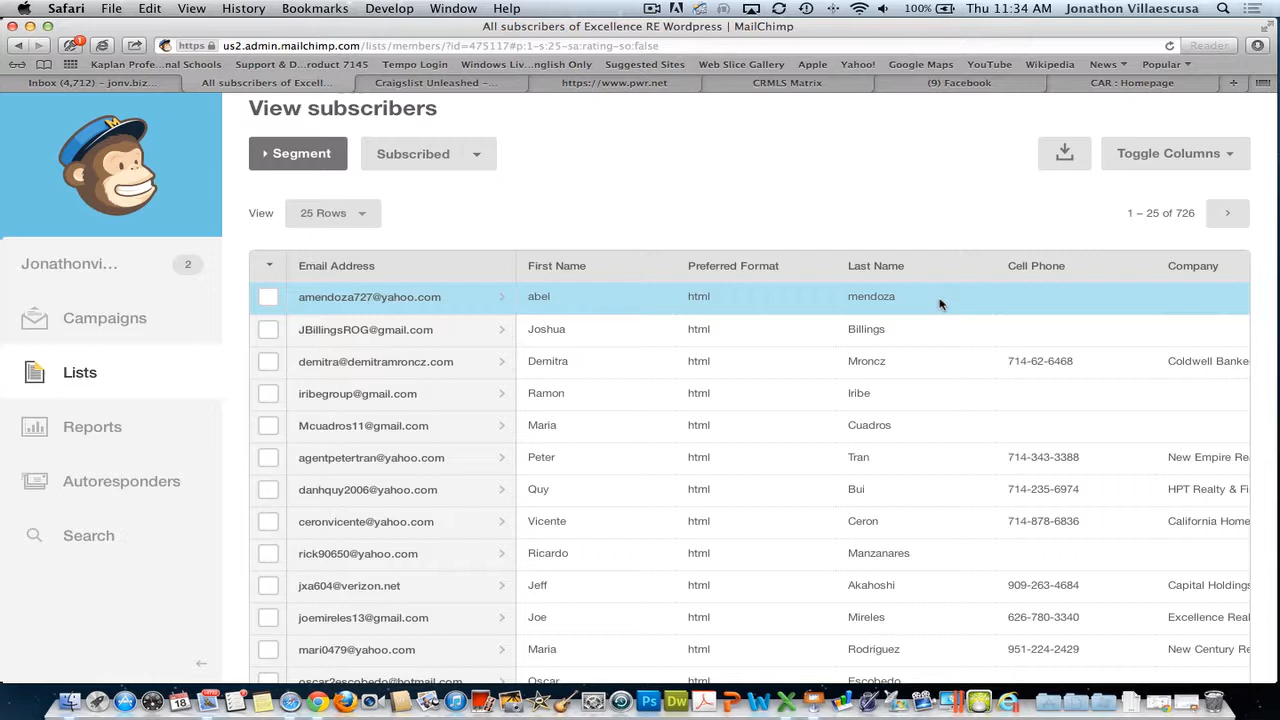 Safari File Edit View History Bookmarks Develop Window Help 100% Thu 11:34 AM Jonathon Villaescusa
All subscribers of Excellence RE Wordpress | MailChimp
https us2.admin.mailchimp.com/lists/members/?id=475117#p:1-s:25-sa:rating-so:false Reader
Kaplan Profe...nal Schools Support & D...roduct 7145 Tempo Login Windows Liv...nglish Only Suggested Sites Web Slice Gallery Apple Yahoo! Google Maps YouTube Wikipedia News Popular
Inbox (4,712) – jonv.biz... All subscribers of Excell... Craigslist Unleashed – ... https://www.pwr.net CRMLS Matrix (9) Facebook CAR : Homepage
View subscribers
Segment Subscribed Toggle Columns
View 25 Rows 1 – 25 of 726
Jonathonvi... 2
Campaigns
Lists
Reports
Autoresponders
Search
Email Address First Name Preferred Format Last Name Cell Phone Company
amendoza727@yahoo.com abel html mendoza
JBillingsROG@gmail.com Joshua html Billings
demitra@demitramroncz.com Demitra html Mroncz 714-62-6468 Coldwell Banke
iribegroup@gmail.com Ramon html Iribe
Mcuadros11@gmail.com Maria html Cuadros
agentpetertran@yahoo.com Peter html Tran 714-343-3388 New Empire Re
danhquy2006@yahoo.com Quy html Bui 714-235-6974 HPT Realty & Fi
ceronvicente@yahoo.com Vicente html Ceron 714-878-6836 California Home
rick90650@yahoo.com Ricardo html Manzanares
jxa604@verizon.net Jeff html Akahoshi 909-263-4684 Capital Holdings
joemireles13@gmail.com Joe html Mireles 626-780-3340 Excellence Real
mari0479@yahoo.com Maria html Rodriguez 951-224-2429 New Century Re
oscar2escobedo@hotmail.com Oscar html Escobedo
18 Ps Dw